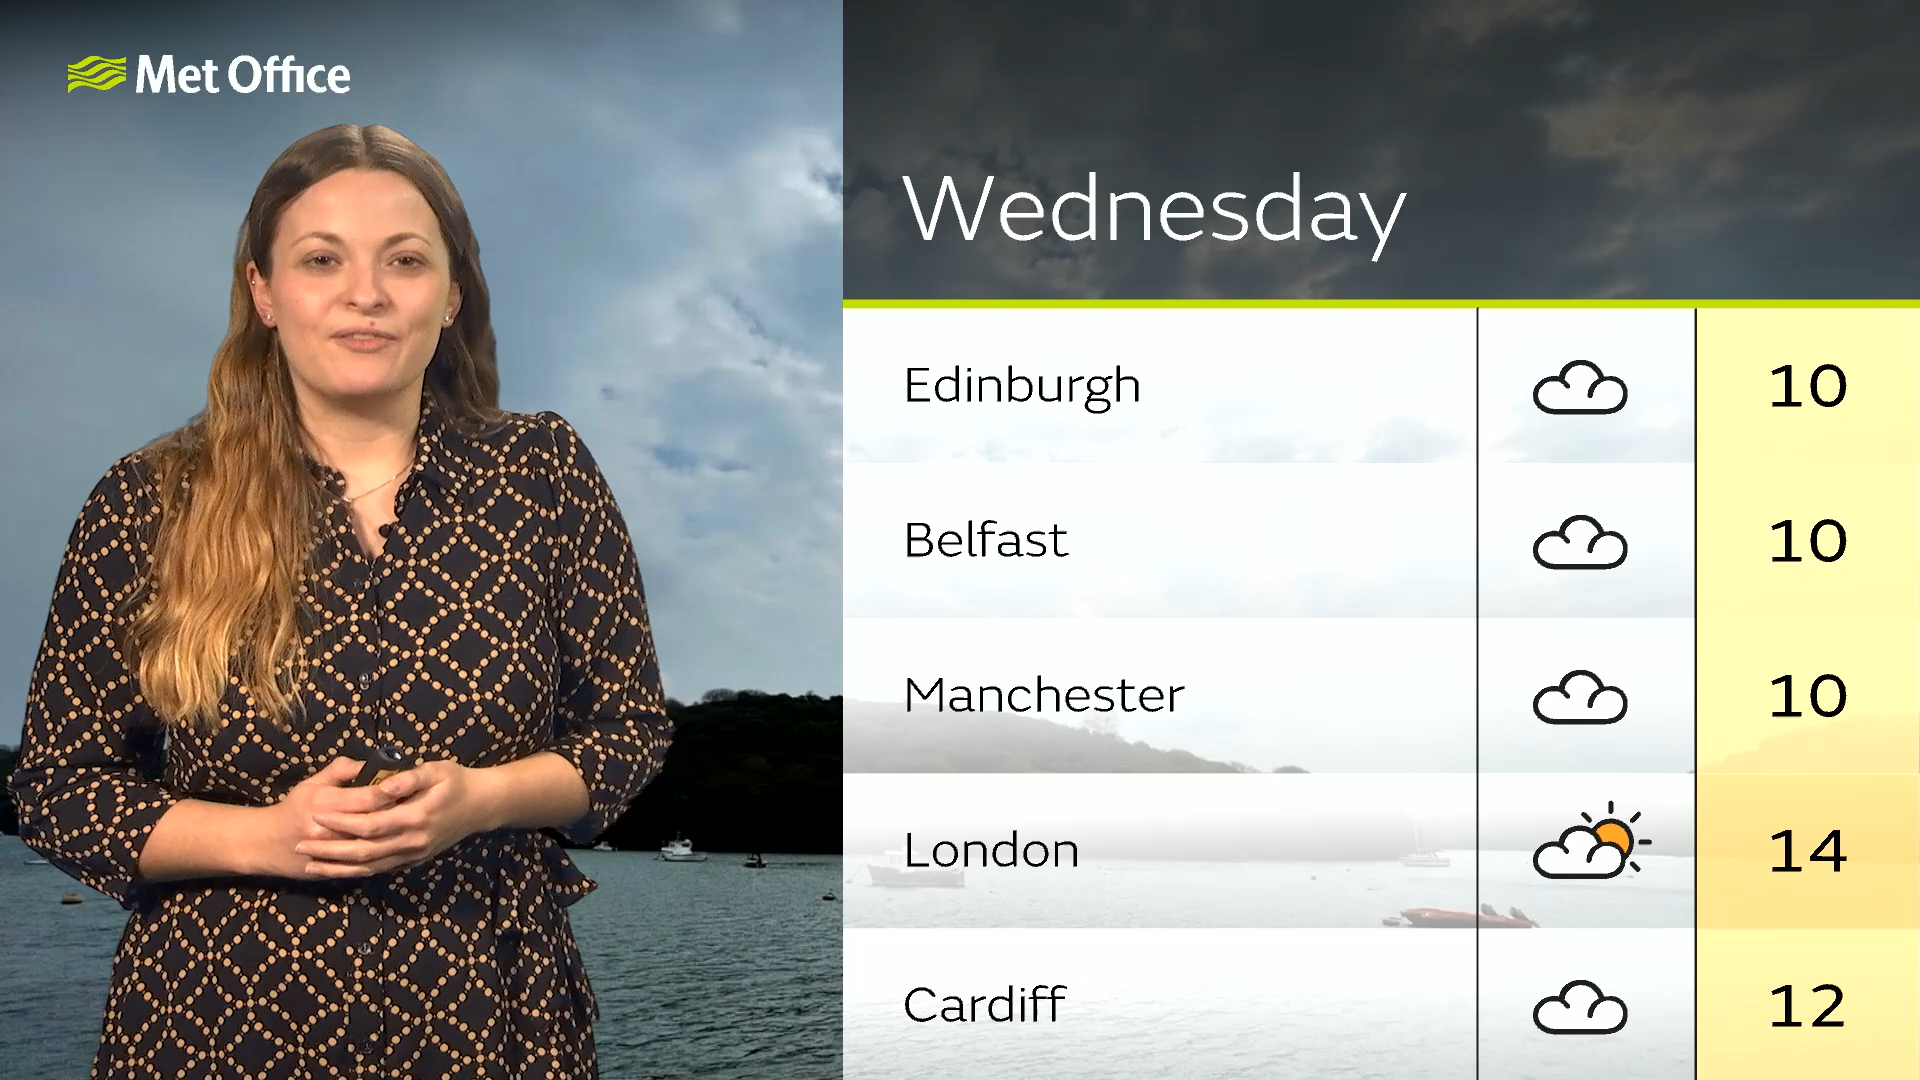 Met Office
Wednesday
Edinburgh 10
Belfast 10
Manchester 10
London 14
Cardiff 12